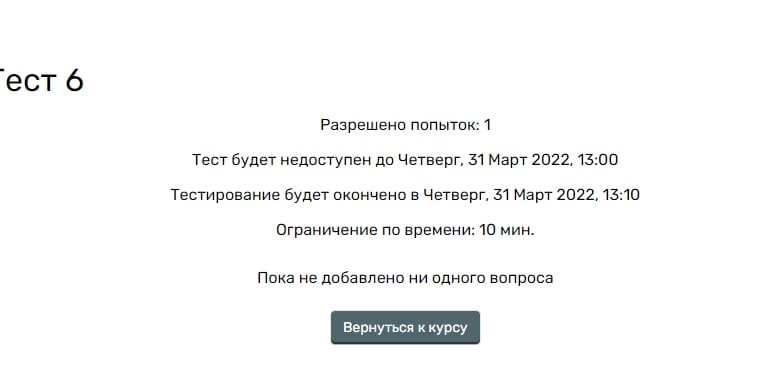 Тест 6
Разрешено попыток: 1
Тест будет недоступен до Четверг, 31 Март 2022, 13:00
Тестирование будет окончено в Четверг, 31 Март 2022, 13:10
Ограничение по времени: 10 мин.
Пока не добавлено ни одного вопроса
Вернуться к курсу